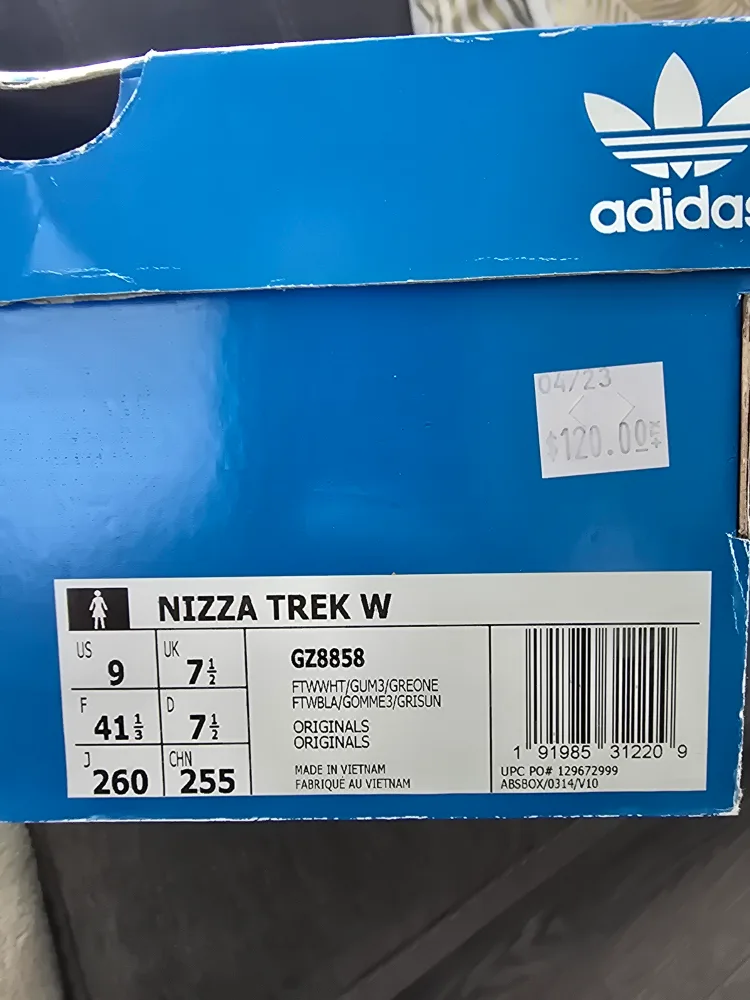 adidas
04/23
$120.00
NIZZA TREK W
US 9
UK 7½
F 41⅓
D 7½
J 260
CHN 255
GZ8858
FTWWHT/GUM3/GREONE
FTWBLA/GOMME3/GRISUN
ORIGINALS
ORIGINALS
MADE IN VIETNAM
FABRIQUÉ AU VIETNAM
1 91985 31220 9
UPC PO# 129672999
ABSBOX/0314/V10